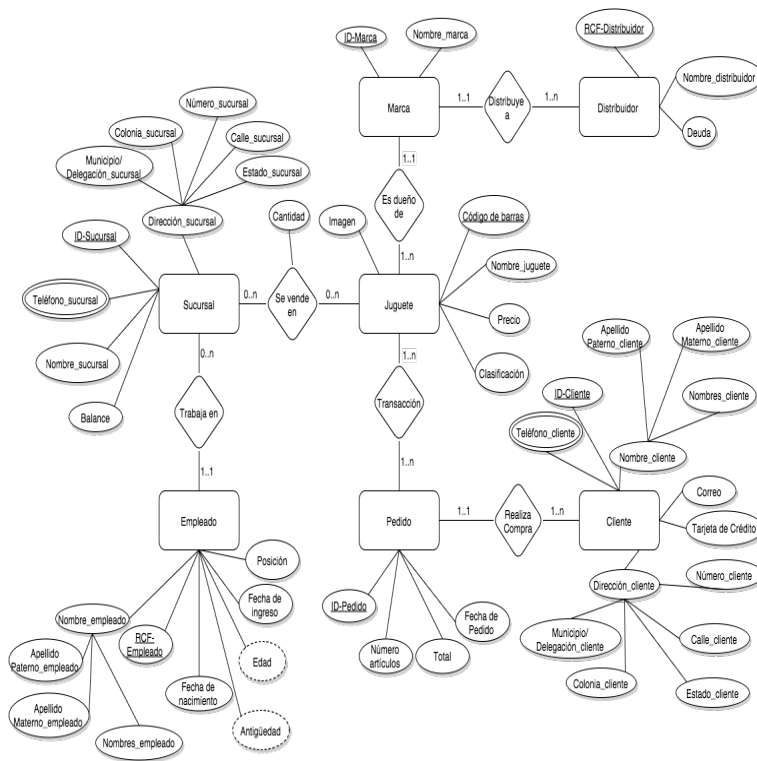 RCF-Distribuidor
ID-Marca
Nombre_marca
Nombre_distribuidor
Marca
1..1
Distribuye
a
1..n
Distribuidor
Deuda
Número_sucursal
Colonia_sucursal
Calle_sucursal
Municipio/
Delegación_sucursal
Estado_sucursal
Dirección_sucursal
1..1
Es dueño
de
1..n
ID-Sucursal
Cantidad
Imagen
Código de barras
Teléfono_sucursal
Sucursal
0..n
Se vende
en
0..n
Juguete
Nombre_juguete
Precio
Nombre_sucursal
Balance
0..n
Trabaja en
1..1
1..n
Transacción
1..n
Clasificación
Apellido
Paterno_cliente
Apellido
Materno_cliente
ID-Cliente
Nombres_cliente
Teléfono_cliente
Nombre_cliente
Empleado
Pedido
1..1
Realiza
Compra
1..n
Cliente
Correo
Tarjeta de Crédito
Posición
Fecha de
ingreso
Nombre_empleado
RCF-
Empleado
Edad
Apellido
Paterno_empleado
Fecha de
nacimiento
Apellido
Materno_empleado
Antigüedad
Nombres_empleado
ID-Pedido
Fecha de
Pedido
Número
artículos
Total
Dirección_cliente
Número_cliente
Municipio/
Delegación_cliente
Calle_cliente
Colonia_cliente
Estado_cliente